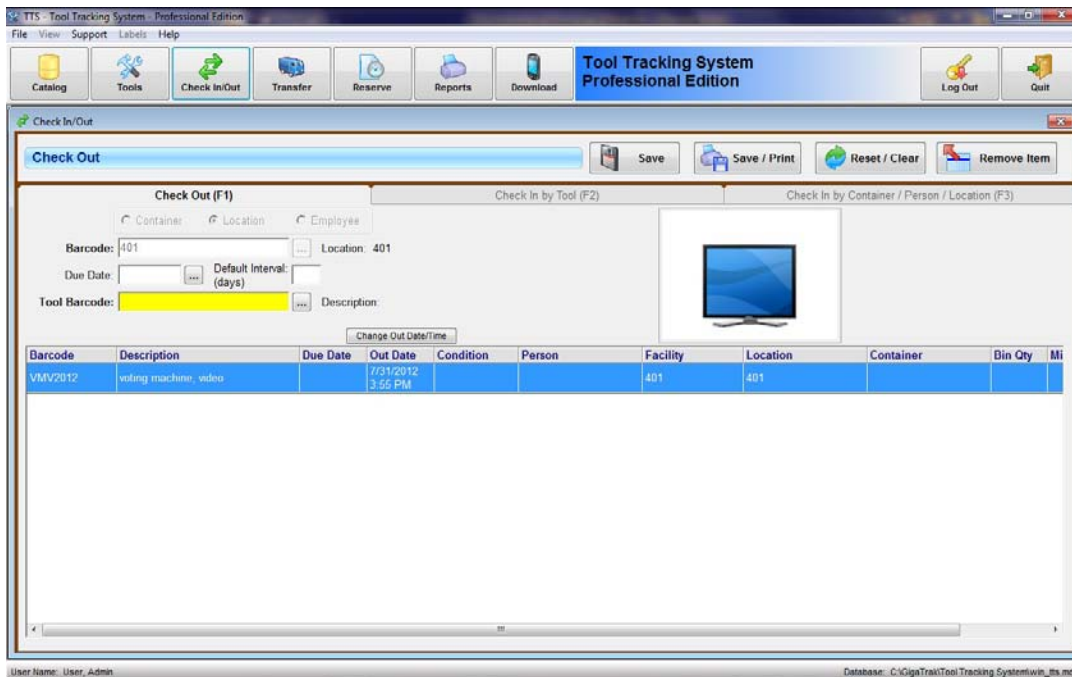 TTS - Tool Tracking System - Professional Edition
File View Support Labels Help
Catalog Tools Check In/Out Transfer Reserve Reports Download Tool Tracking System Professional Edition Log Out Quit
Check In/Out
Check Out Save Save / Print Reset / Clear Remove Item
Check Out (F1) Check In by Tool (F2) Check In by Container / Person / Location (F3)
Container Location Employee
Barcode: 401 ... Location: 401
Due Date: ... Default Interval: (days)
Tool Barcode: ... Description:
Change Out Date/Time
Barcode Description Due Date Out Date Condition Person Facility Location Container Bin Qty Mi
VMV2012 voting machine, video 7/31/2012 3:55 PM 401 401
User Name: User, Admin Database: C:\GigaTrak\Tool Tracking System\win_tts.m